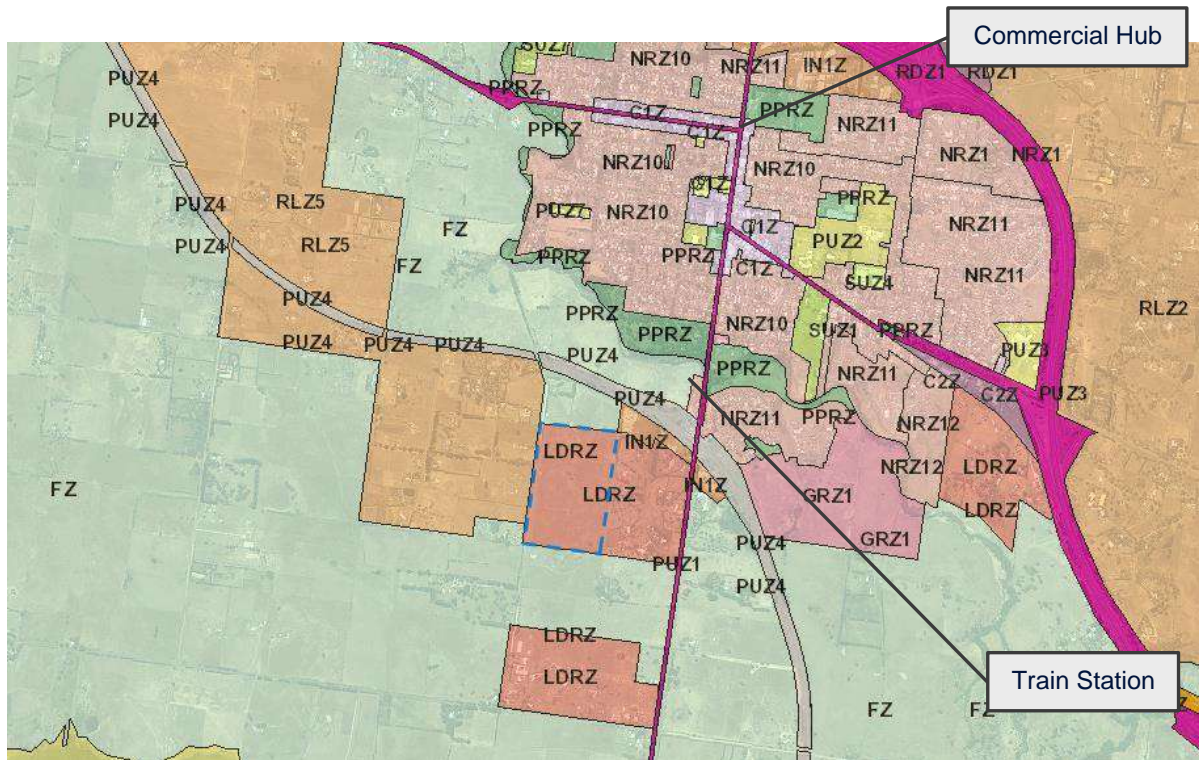 Commercial Hub
SUZ7
NRZ10
NRZ11
IN1Z
RDZ1
RDZ1
PUZ4
PUZ4
PPRZ
C1Z
PPRZ
PPRZ
C1Z
NRZ11
NRZ1
NRZ1
NRZ10
NRZ10
C1Z
PPRZ
PUZ4
RLZ5
PUZ7
NRZ10
NRZ11
FZ
C1Z
PUZ4
RLZ5
PUZ2
PPRZ
PPRZ
C1Z
FZ
NRZ11
SUZ4
PUZ4
RLZ2
PPRZ
NRZ10
SUZ1
PPRZ
PPRZ
PUZ4
PUZ4
PUZ4
PUZ4
PUZ3
PPRZ
NRZ11
C2Z
C2Z
PUZ3
PUZ4
NRZ11
PPRZ
NRZ12
IN1Z
LDRZ
NRZ12
LDRZ
FZ
IN1Z
LDRZ
GRZ1
LDRZ
PUZ4
GRZ1
PUZ1
PUZ4
LDRZ
LDRZ
Train Station
FZ
FZ
Z